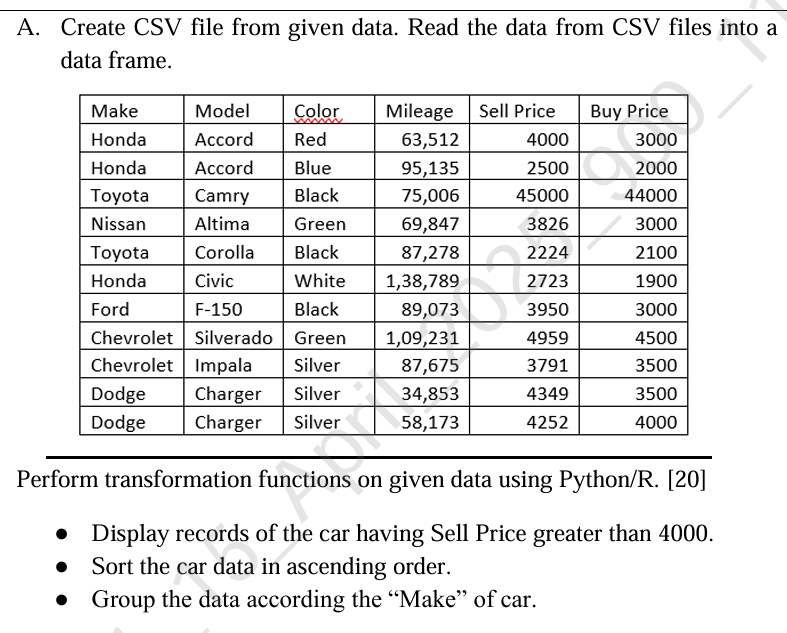 A. Create CSV file from given data. Read the data from CSV files into a
data frame.
Make Model Color Mileage Sell Price Buy Price
Honda Accord Red 63,512 4000 3000
Honda Accord Blue 95,135 2500 2000
Toyota Camry Black 75,006 45000 44000
Nissan Altima Green 69,847 3826 3000
Toyota Corolla Black 87,278 2224 2100
Honda Civic White 1,38,789 2723 1900
Ford F-150 Black 89,073 3950 3000
Chevrolet Silverado Green 1,09,231 4959 4500
Chevrolet Impala Silver 87,675 3791 3500
Dodge Charger Silver 34,853 4349 3500
Dodge Charger Silver 58,173 4252 4000
Perform transformation functions on given data using Python/R. [20]
● Display records of the car having Sell Price greater than 4000.
● Sort the car data in ascending order.
● Group the data according the “Make” of car.